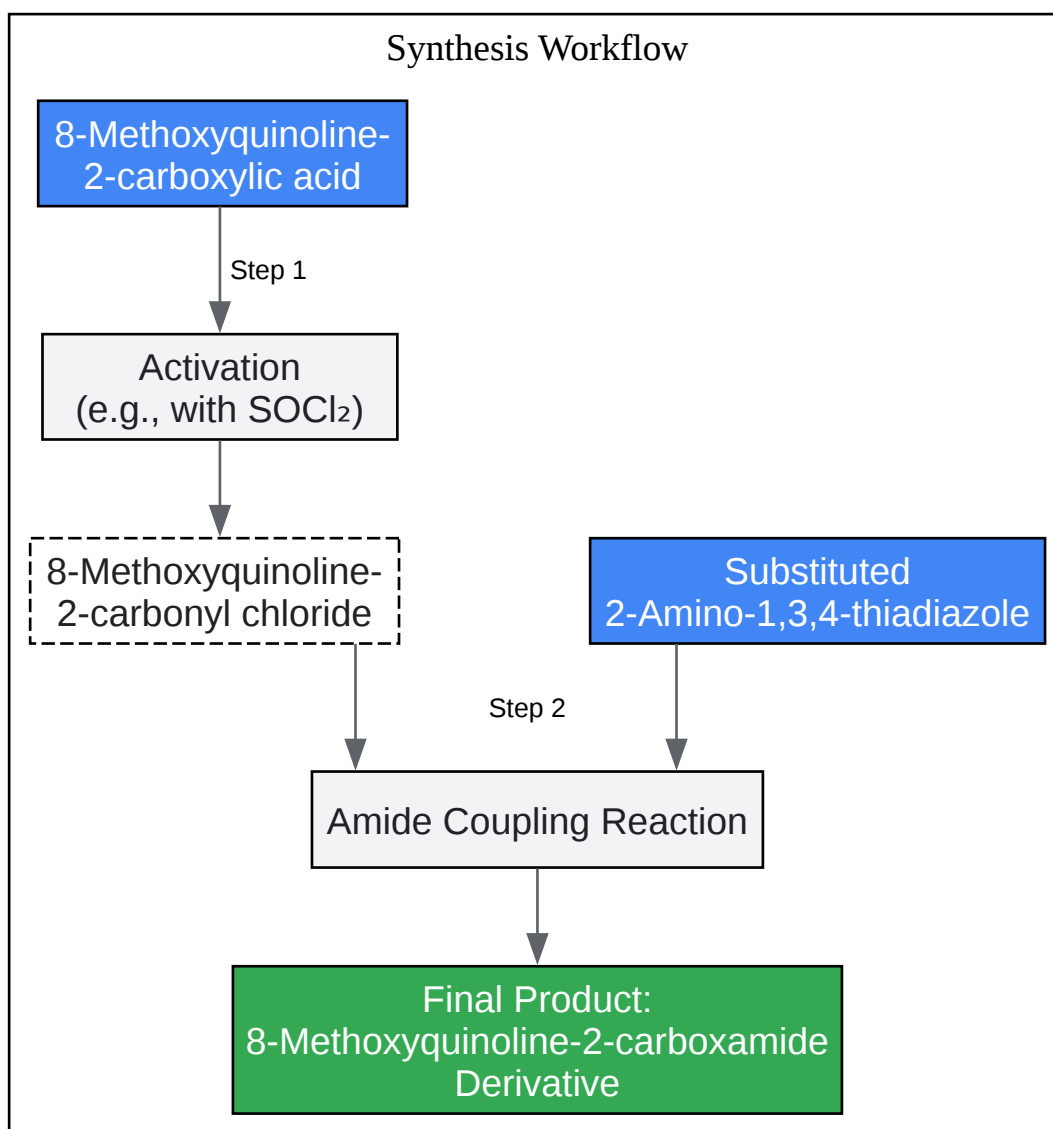 Synthesis Workflow
8-Methoxyquinoline-
2-carboxylic acid
Step 1
Activation
(e.g., with SOCl₂)
8-Methoxyquinoline-
2-carbonyl chloride
Substituted
2-Amino-1,3,4-thiadiazole
Step 2
Amide Coupling Reaction
Final Product:
8-Methoxyquinoline-2-carboxamide
Derivative